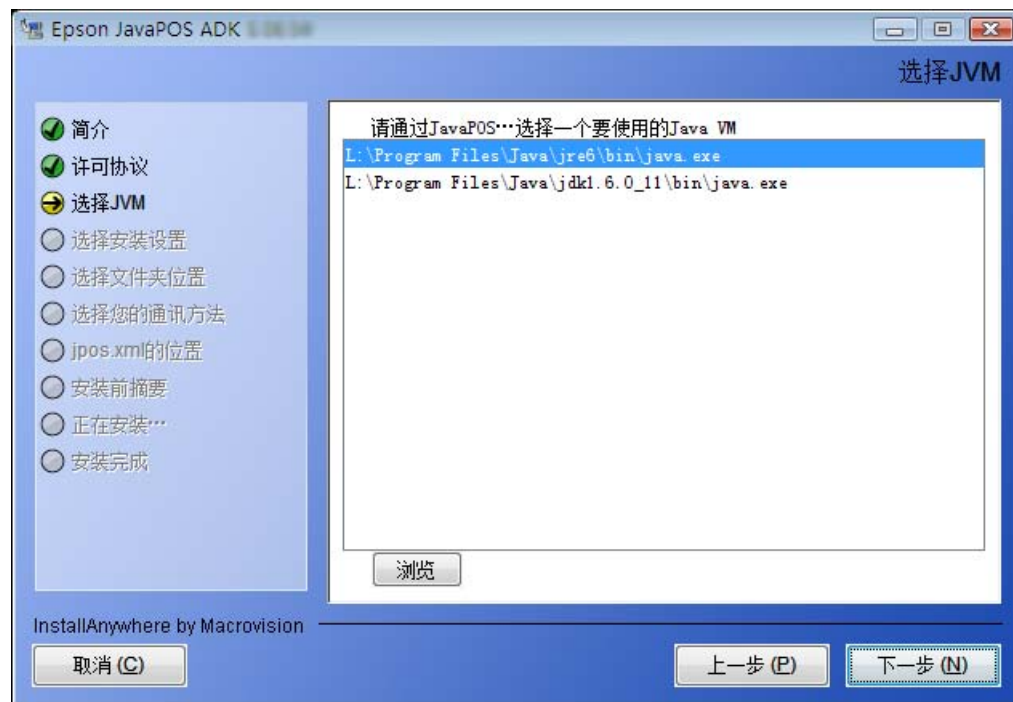 Epson JavaPOS ADK
选择JVM
简介
许可协议
选择JVM
选择安装设置
选择文件夹位置
选择您的通讯方法
jpos.xml的位置
安装前摘要
正在安装…
安装完成
请通过JavaPOS…选择一个要使用的Java VM
L:\Program Files\Java\jre6\bin\java.exe
L:\Program Files\Java\jdk1.6.0_11\bin\java.exe
浏览
InstallAnywhere by Macrovision
取消(C)
上一步(P)
下一步(N)